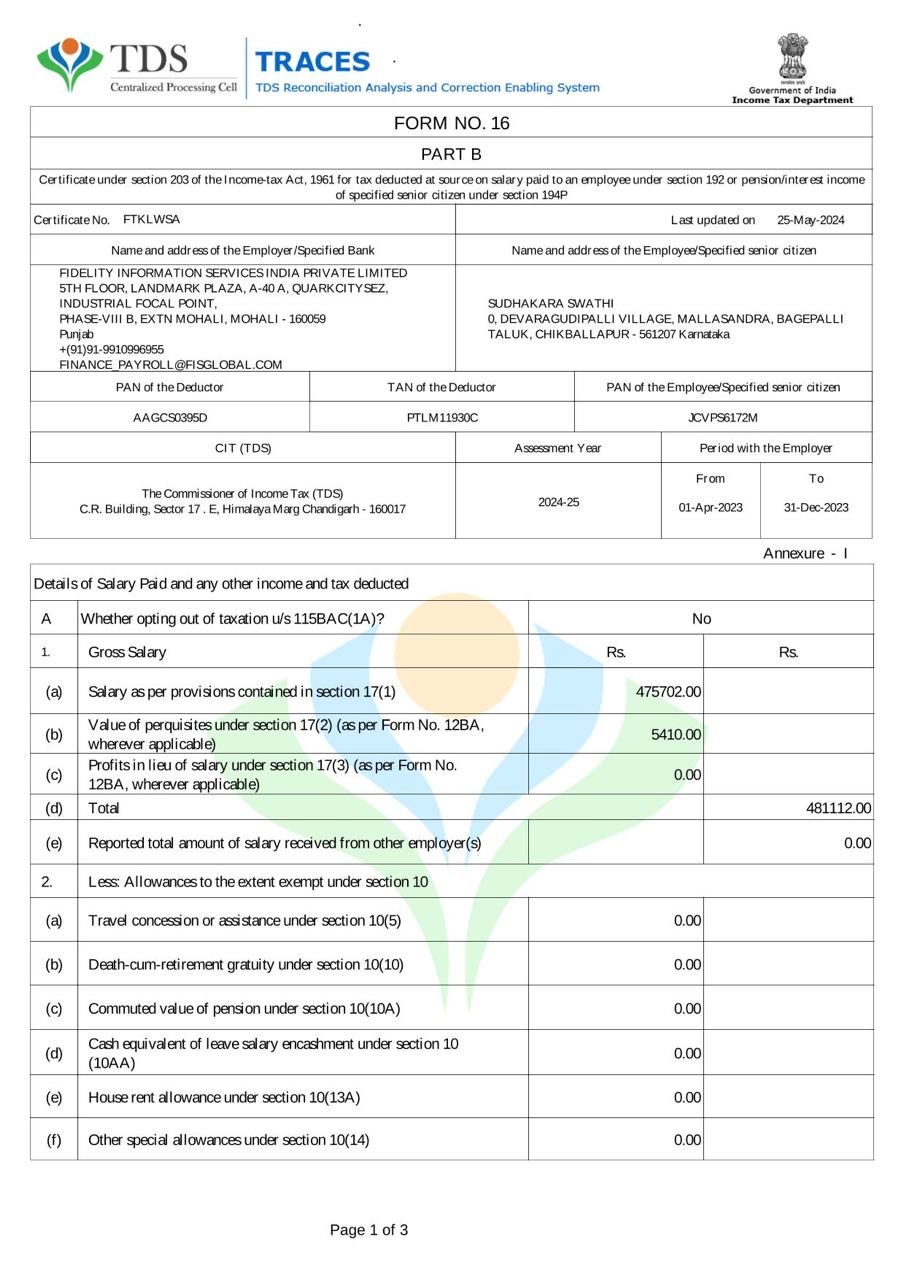 TDS
Centralized Processing Cell
TRACES
TDS Reconciliation Analysis and Correction Enabling System
Government of India
Income Tax Department
FORM NO. 16
PART B
Certificate under section 203 of the Income-tax Act, 1961 for tax deducted at source on salary paid to an employee under section 192 or pension/interest income
of specified senior citizen under section 194P
Certificate No. FTKLWSA
Last updated on 25-May-2024
Name and address of the Employer/Specified Bank
Name and address of the Employee/Specified senior citizen
FIDELITY INFORMATION SERVICES INDIA PRIVATE LIMITED
5TH FLOOR, LANDMARK PLAZA, A-40 A, QUARKCITYSEZ,
INDUSTRIAL FOCAL POINT,
PHASE-VIII B, EXTN MOHALI, MOHALI - 160059
Punjab
+(91)91-9910996955
FINANCE_PAYROLL@FISGLOBAL.COM
SUDHAKARA SWATHI
0, DEVARAGUDIPALLI VILLAGE, MALLASANDRA, BAGEPALLI
TALUK, CHIKBALLAPUR - 561207 Karnataka
PAN of the Deductor
TAN of the Deductor
PAN of the Employee/Specified senior citizen
AAGCS0395D
PTLM11930C
JCVPS6172M
CIT (TDS)
Assessment Year
Period with the Employer
The Commissioner of Income Tax (TDS)
C.R. Building, Sector 17 . E, Himalaya Marg Chandigarh - 160017
2024-25
From
To
01-Apr-2023
31-Dec-2023
Annexure - I
Details of Salary Paid and any other income and tax deducted
A Whether opting out of taxation u/s 115BAC(1A)? No
1. Gross Salary Rs. Rs.
(a) Salary as per provisions contained in section 17(1) 475702.00
(b) Value of perquisites under section 17(2) (as per Form No. 12BA,
wherever applicable) 5410.00
(c) Profits in lieu of salary under section 17(3) (as per Form No.
12BA, wherever applicable) 0.00
(d) Total 481112.00
(e) Reported total amount of salary received from other employer(s) 0.00
2. Less: Allowances to the extent exempt under section 10
(a) Travel concession or assistance under section 10(5) 0.00
(b) Death-cum-retirement gratuity under section 10(10) 0.00
(c) Commuted value of pension under section 10(10A) 0.00
(d) Cash equivalent of leave salary encashment under section 10
(10AA) 0.00
(e) House rent allowance under section 10(13A) 0.00
(f) Other special allowances under section 10(14) 0.00
Page 1 of 3